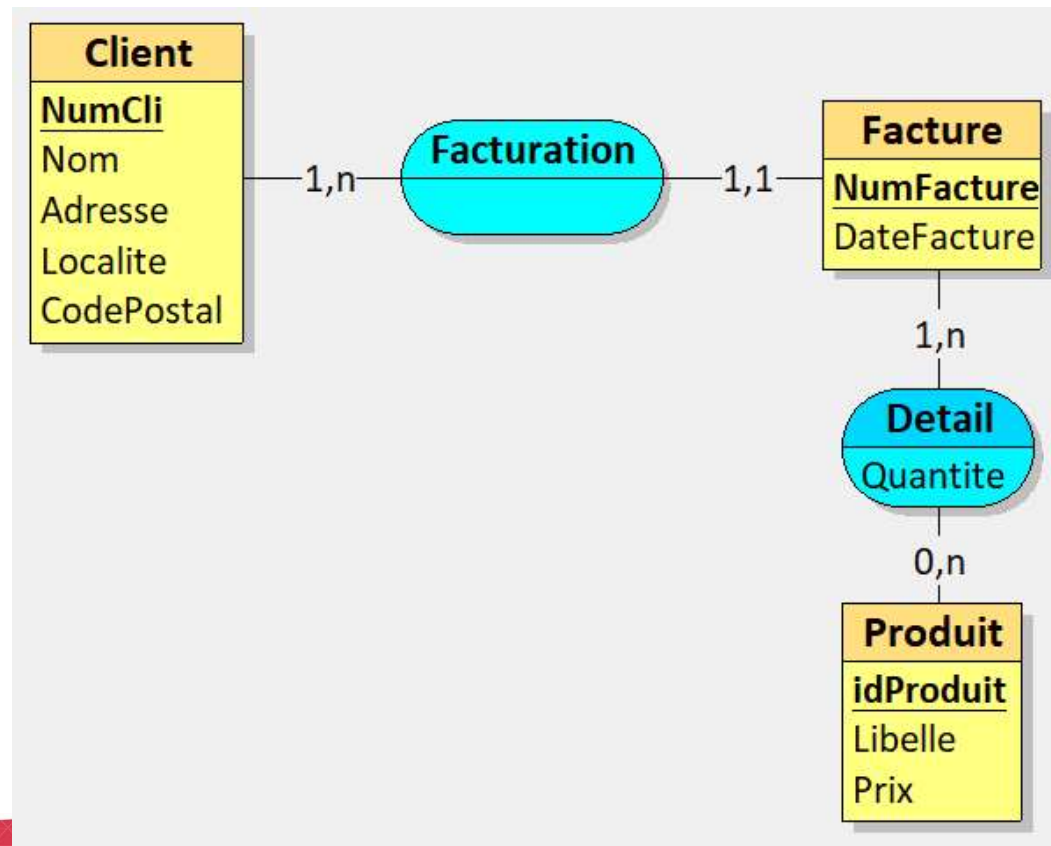 Client
NumCli
Nom
Adresse
Localite
CodePostal
1,n
Facturation
1,1
Facture
NumFacture
DateFacture
1,n
Detail
Quantite
0,n
Produit
idProduit
Libelle
Prix